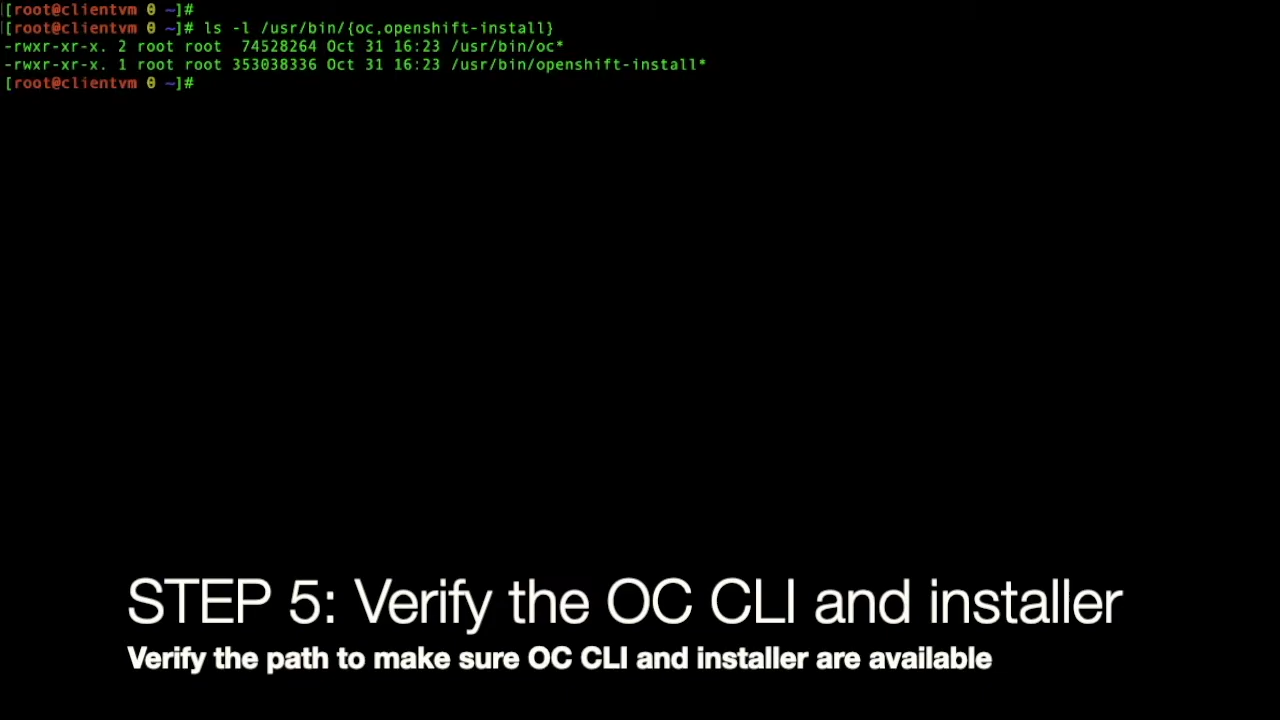 [root@clientvm 0 ~]#
[root@clientvm 0 ~]# ls -l /usr/bin/{oc,openshift-install}
-rwxr-xr-x. 2 root root  74528264 Oct 31 16:23 /usr/bin/oc*
-rwxr-xr-x. 1 root root 353038336 Oct 31 16:23 /usr/bin/openshift-install*
[root@clientvm 0 ~]#
STEP 5: Verify the OC CLI and installer
Verify the path to make sure OC CLI and installer are available